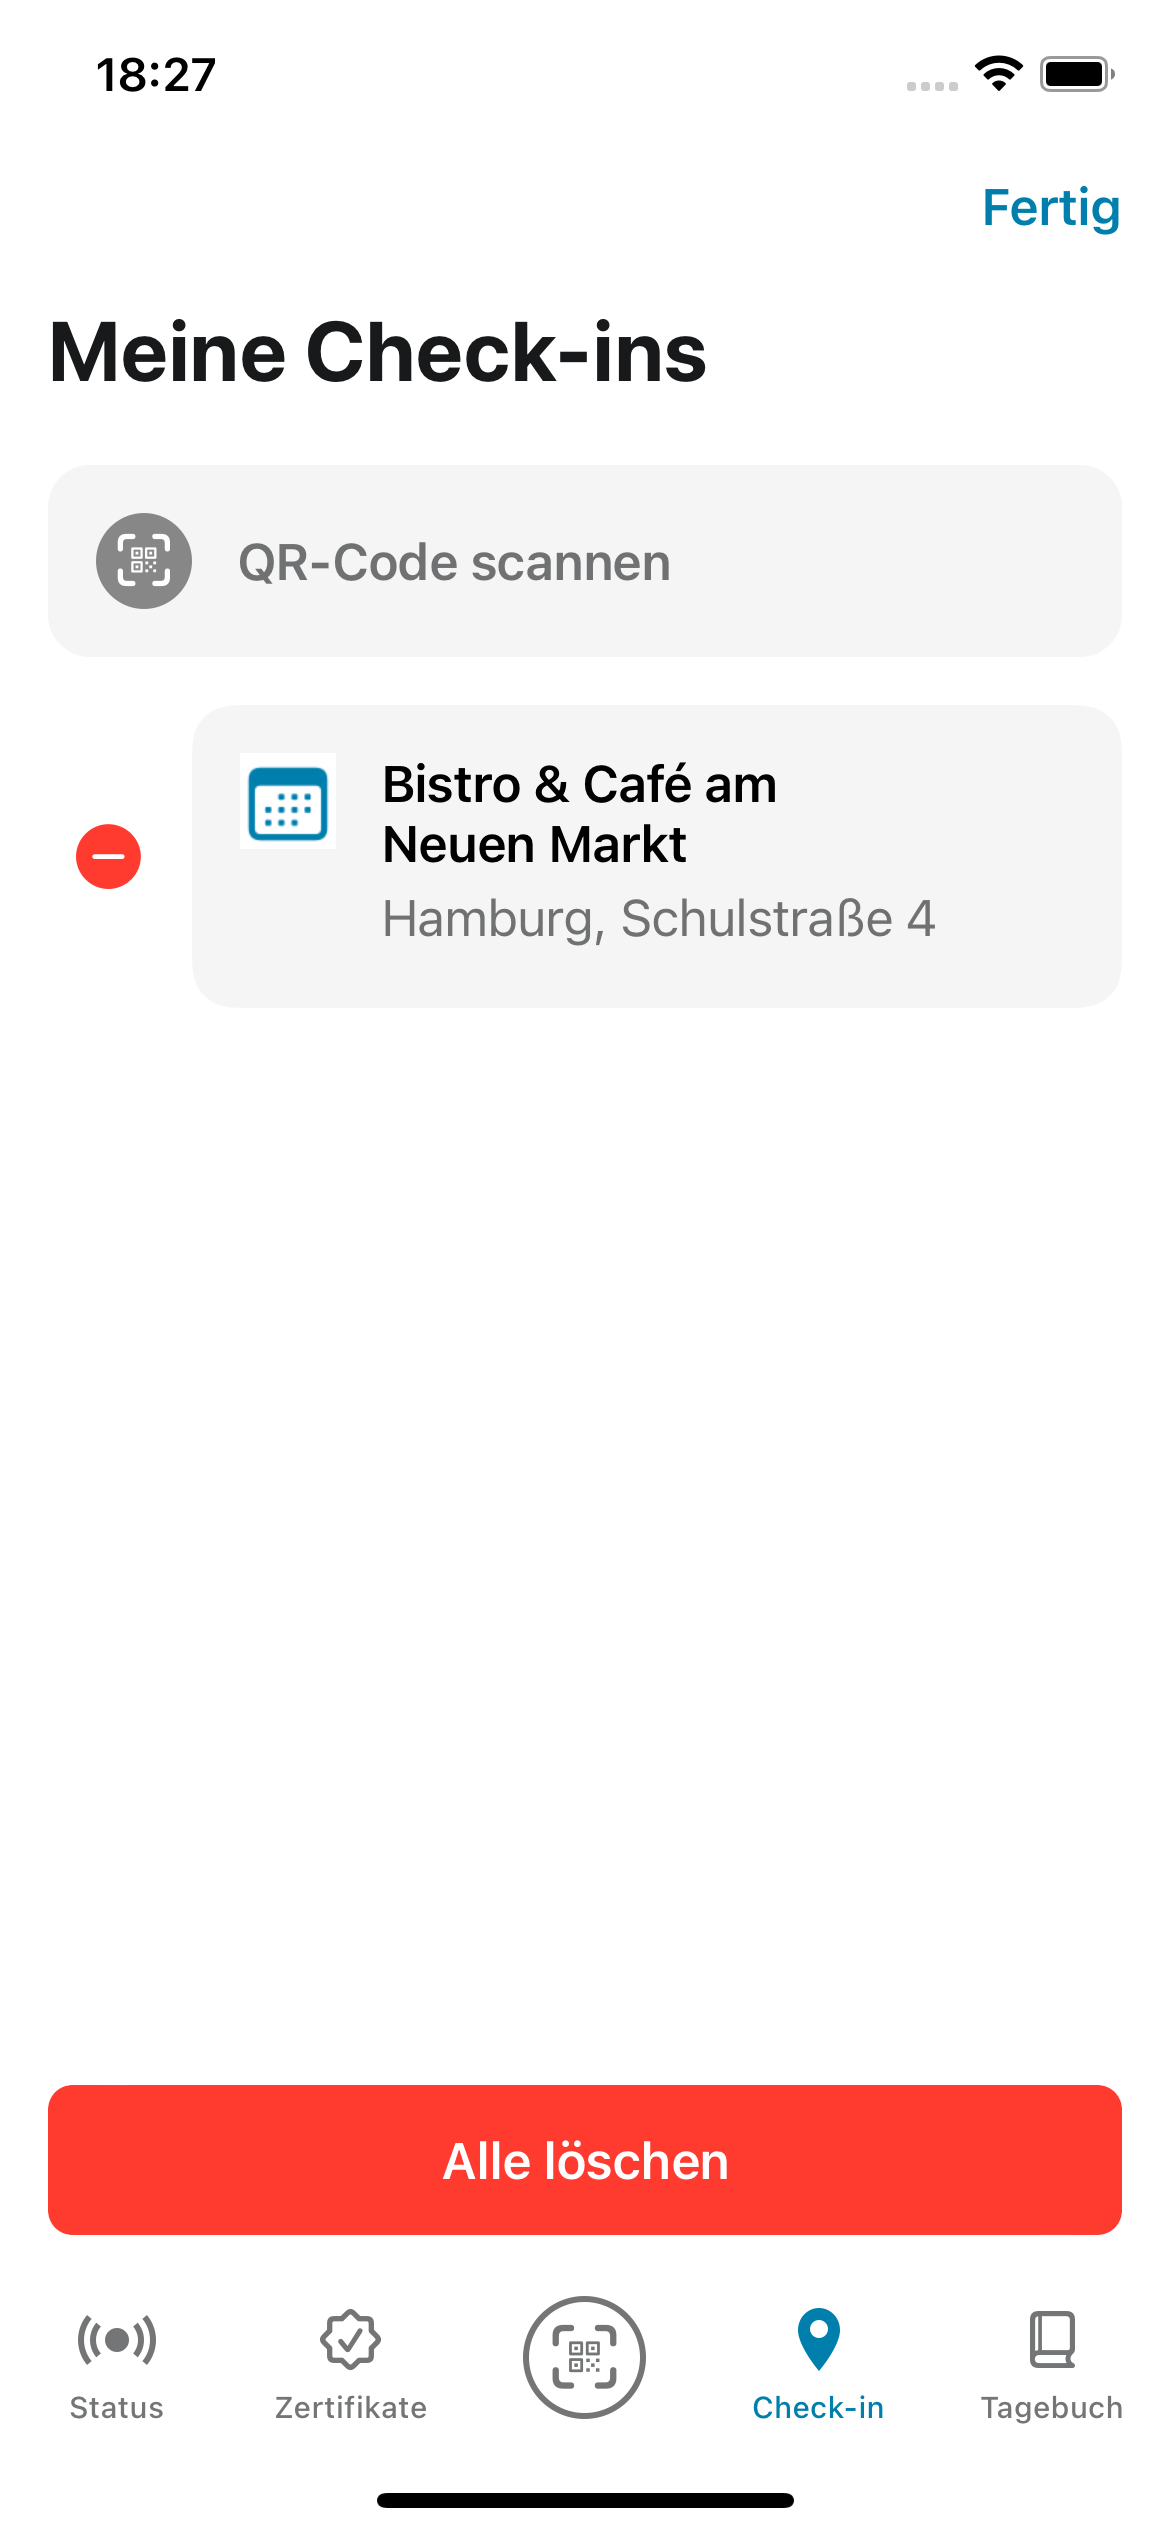 18:27
Fertig
Meine Check-ins
QR-Code scannen
Bistro & Café am
Neuen Markt
Hamburg, Schulstraße 4
Alle löschen
Status
Zertifikate
Check-in
Tagebuch